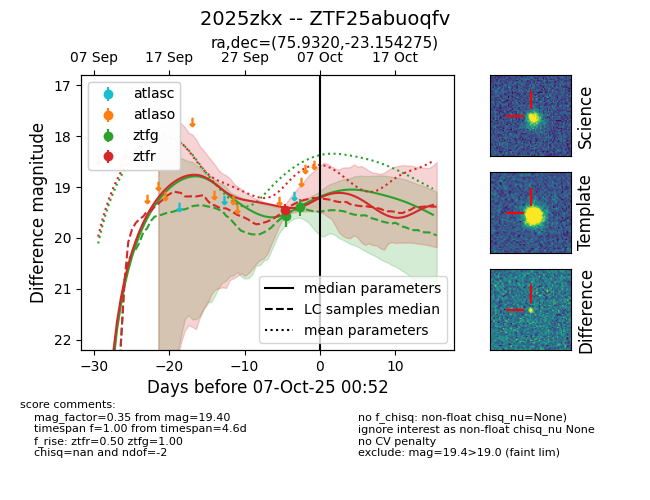 2025zkx -- ZTF25abuoqfv
ra,dec=(75.9320,-23.154275)
07 Sep 17 Sep 27 Sep 07 Oct 17 Oct
17
18
19
20
21
22
Difference magnitude
atlasc
atlaso
ztfg
ztfr
median parameters
LC samples median
mean parameters
−30 −20 −10 0 10
Days before 07-Oct-25 00:52
Science
Template
Difference
score comments:
mag_factor=0.35 from mag=19.40
timespan f=1.00 from timespan=4.6d
f_rise: ztfr=0.50 ztfg=1.00
chisq=nan and ndof=-2
no f_chisq: non-float chisq_nu=None)
ignore interest as non-float chisq_nu None
no CV penalty
exclude: mag=19.4>19.0 (faint lim)